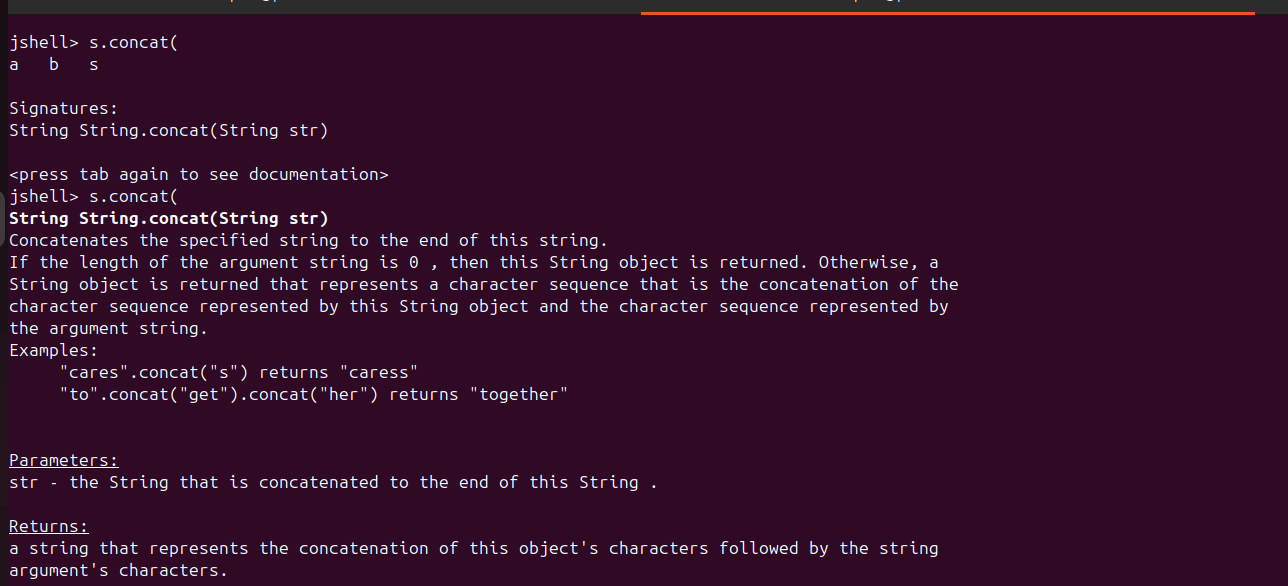 jshell> s.concat(
a   b   s
Signatures:
String String.concat(String str)
<press tab again to see documentation>
jshell> s.concat(
String String.concat(String str)
Concatenates the specified string to the end of this string.
If the length of the argument string is 0 , then this String object is returned. Otherwise, a
String object is returned that represents a character sequence that is the concatenation of the
character sequence represented by this String object and the character sequence represented by
the argument string.
Examples:
     "cares".concat("s") returns "caress"
     "to".concat("get").concat("her") returns "together"
Parameters:
str - the String that is concatenated to the end of this String .
Returns:
a string that represents the concatenation of this object's characters followed by the string
argument's characters.